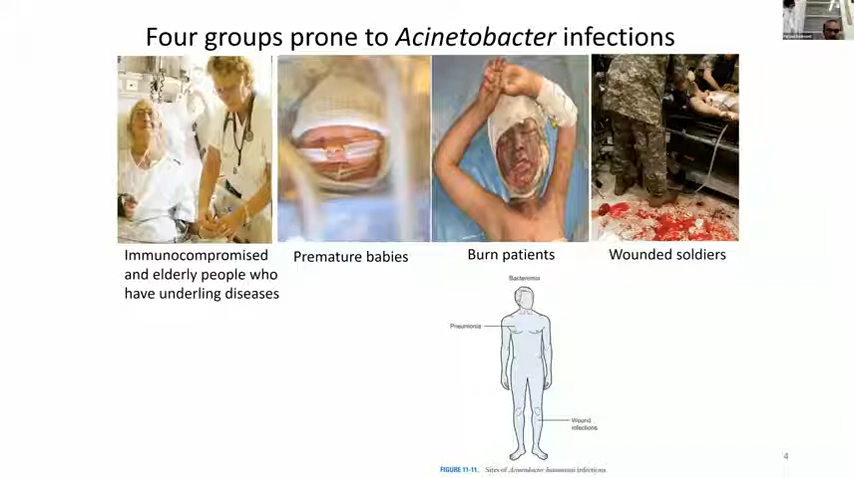 Four groups prone to Acinetobacter infections
Immunocompromised
and elderly people who
have underling diseases
Premature babies
Burn patients
Wounded soldiers
Bacteremia
Pneumonia
Wound
infections
FIGURE 11-11. Sites of Acinetobacter baumannii infections.
4